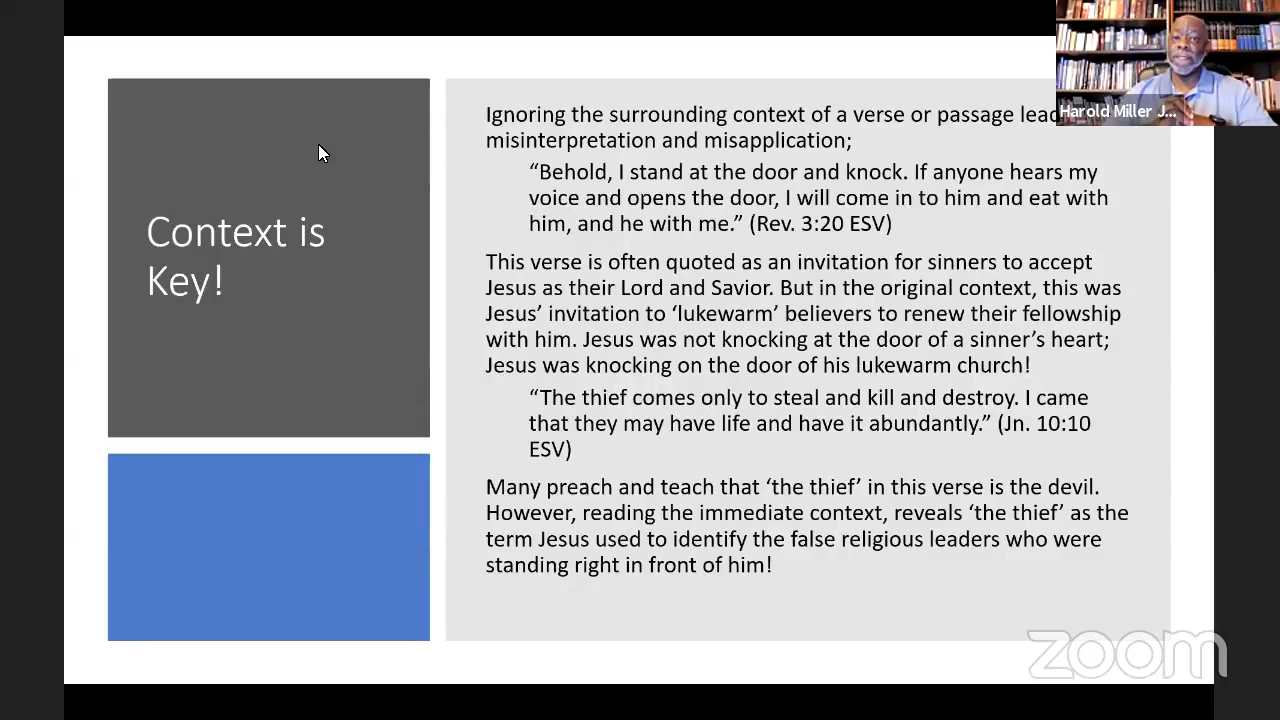 Context is
Key!
Ignoring the surrounding context of a verse or passage
misinterpretation and misapplication;
“Behold, I stand at the door and knock. If anyone hears my
voice and opens the door, I will come in to him and eat with
him, and he with me.” (Rev. 3:20 ESV)
This verse is often quoted as an invitation for sinners to accept
Jesus as their Lord and Savior. But in the original context, this was
Jesus’ invitation to ‘lukewarm’ believers to renew their fellowship
with him. Jesus was not knocking at the door of a sinner’s heart;
Jesus was knocking on the door of his lukewarm church!
“The thief comes only to steal and kill and destroy. I came
that they may have life and have it abundantly.” (Jn. 10:10
ESV)
Many preach and teach that ‘the thief’ in this verse is the devil.
However, reading the immediate context, reveals ‘the thief’ as the
term Jesus used to identify the false religious leaders who were
standing right in front of him!
Harold Miller J...
zoom